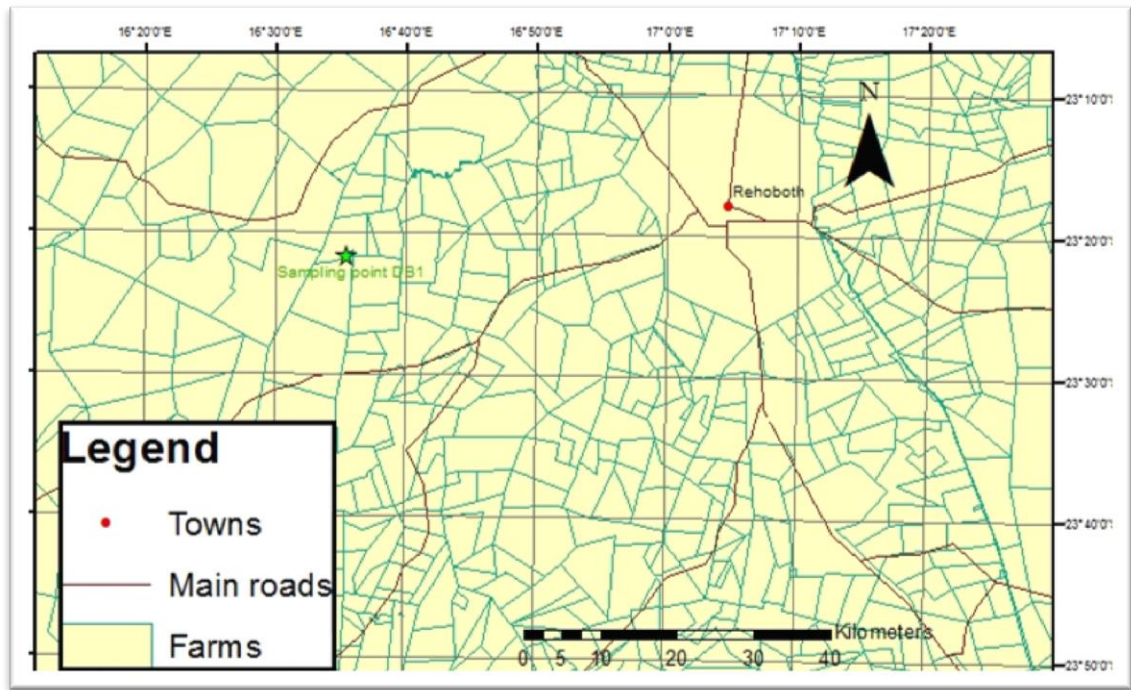 16°20'0"E 16°30'0"E 16°40'0"E 16°50'0"E 17°0'0"E 17°10'0"E 17°20'0"E
23°10'0"
N
Rehoboth
23°20'0"
Sampling point DB1
23°30'0"
Legend
Towns
Main roads
Farms
23°40'0"
Kilometers
0 5 10 20 30 40
23°50'0"